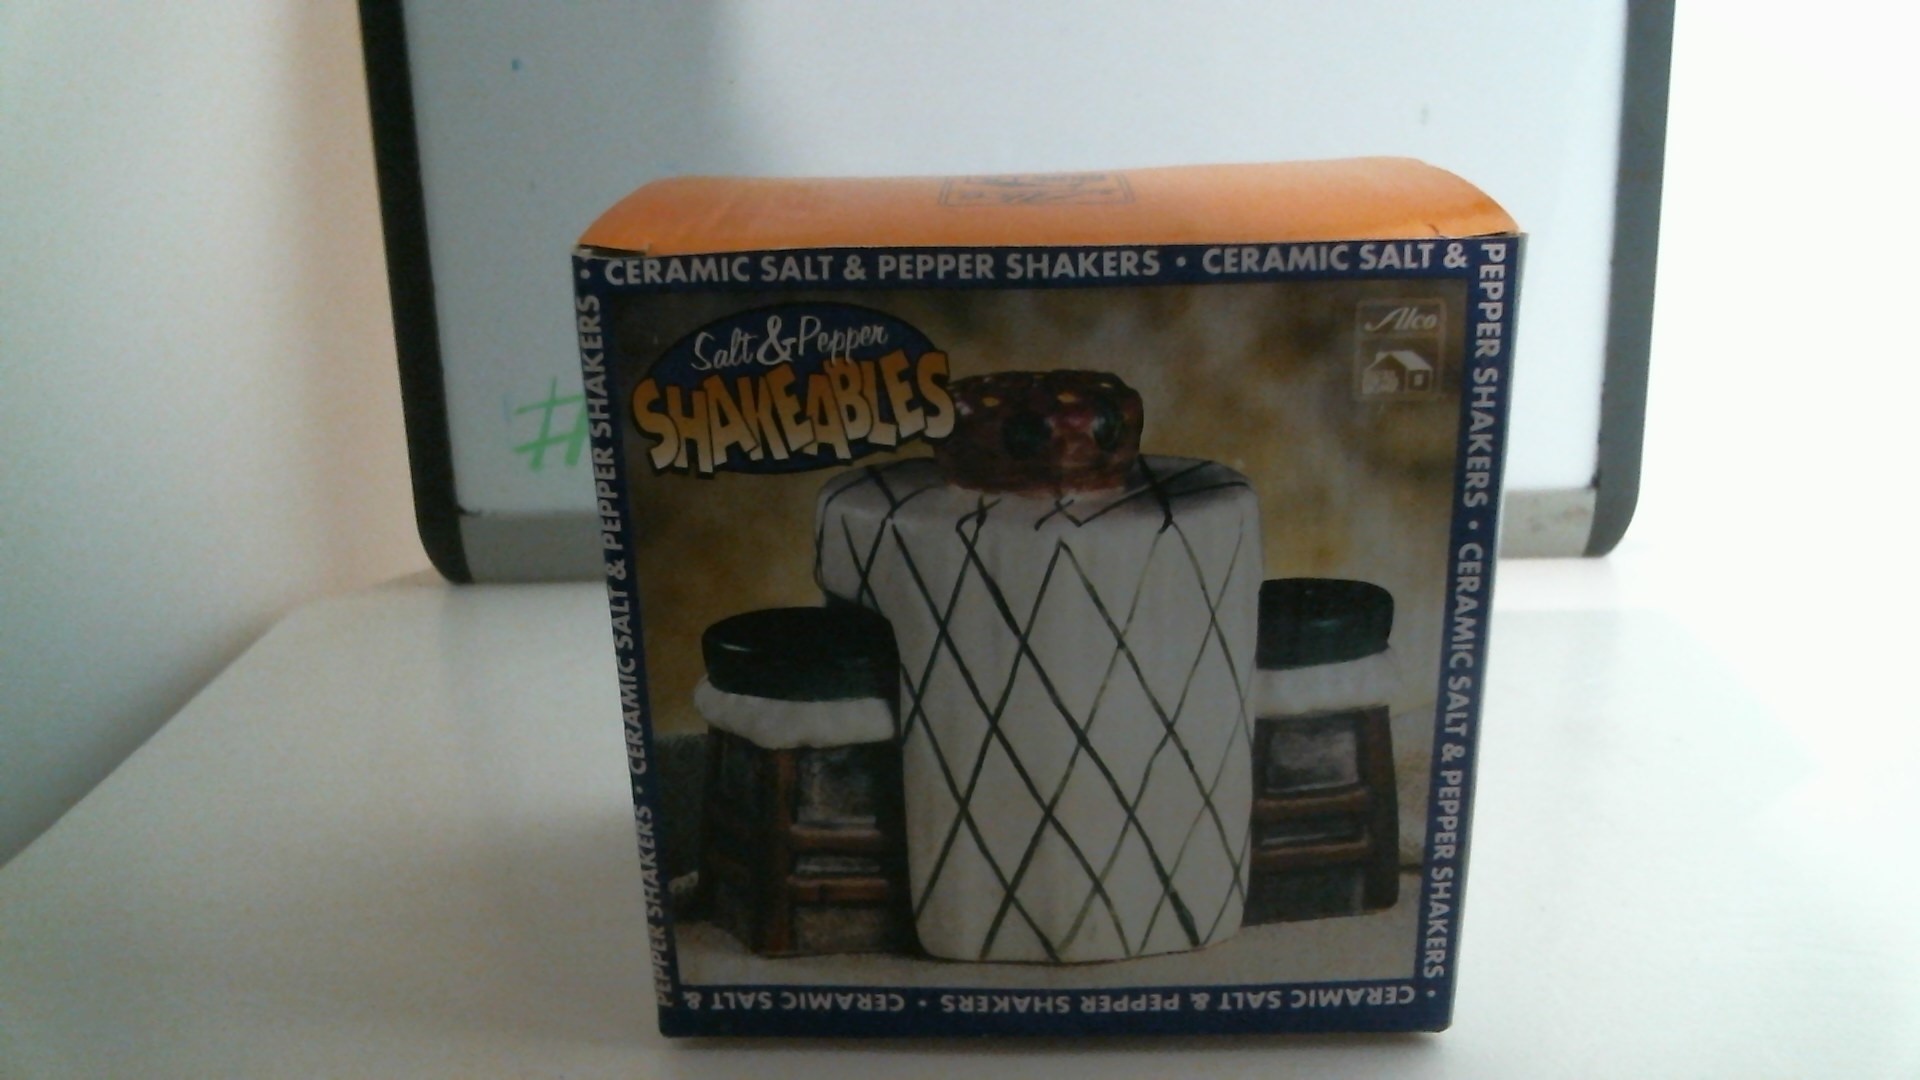 • CERAMIC SALT & PEPPER SHAKERS • CERAMIC SALT &
PEPPER SHAKERS • CERAMIC SALT & PEPPER SHAKERS
• CERAMIC SALT & PEPPER SHAKERS • CERAMIC SALT &
PEPPER SHAKERS • CERAMIC SALT & PEPPER SHAKERS
Salt & Pepper
SHAKEABLES
Alco
#